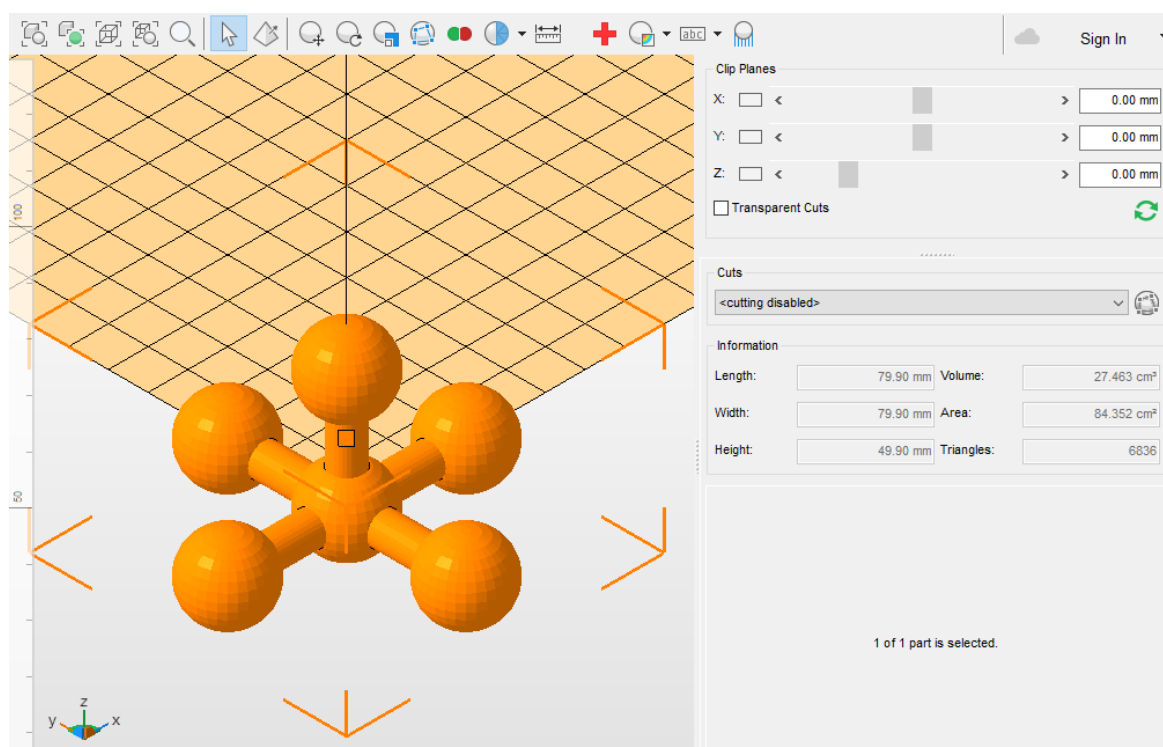 abc
Sign In
Clip Planes
X: 0.00 mm
Y: 0.00 mm
Z: 0.00 mm
Transparent Cuts
Cuts
<cutting disabled>
Information
Length: 79.90 mm Volume: 27.463 cm³
Width: 79.90 mm Area: 84.352 cm²
Height: 49.90 mm Triangles: 6836
1 of 1 part is selected.
100
50
z
y x